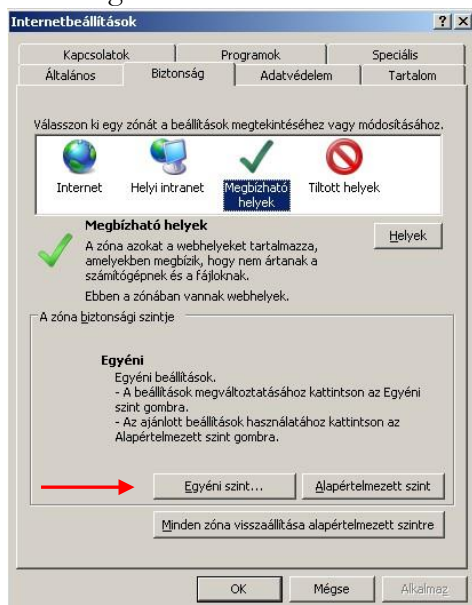 Internetbeállítások
Kapcsolatok Programok Speciális
Általános Biztonság Adatvédelem Tartalom
Válasszon ki egy zónát a beállítások megtekintéséhez vagy módosításához.
Internet Helyi intranet Megbízható helyek Tiltott helyek
Megbízható helyek
Helyek
A zóna azokat a webhelyeket tartalmazza,
amelyekben megbízik, hogy nem ártanak a
számítógépnek és a fájloknak.
Ebben a zónában vannak webhelyek.
A zóna biztonsági szintje
Egyéni
Egyéni beállítások.
- A beállítások megváltoztatásához kattintson az Egyéni
szint gombra.
- Az ajánlott beállítások használatához kattintson az
Alapértelmezett szint gombra.
Egyéni szint... Alapértelmezett szint
Minden zóna visszaállítása alapértelmezett szintre
OK Mégse Alkalmaz